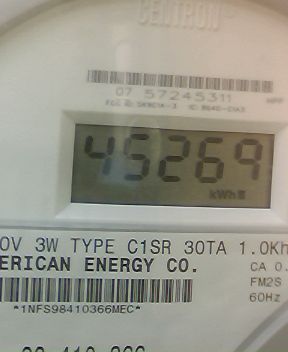 CENTRON
07 57245311
45269
kWh
0V 3W TYPE C1SR 30TA 1.0Kh
ERICAN ENERGY CO.
CA 0.
FM2S
60Hz
*1NFS98410366MEC*